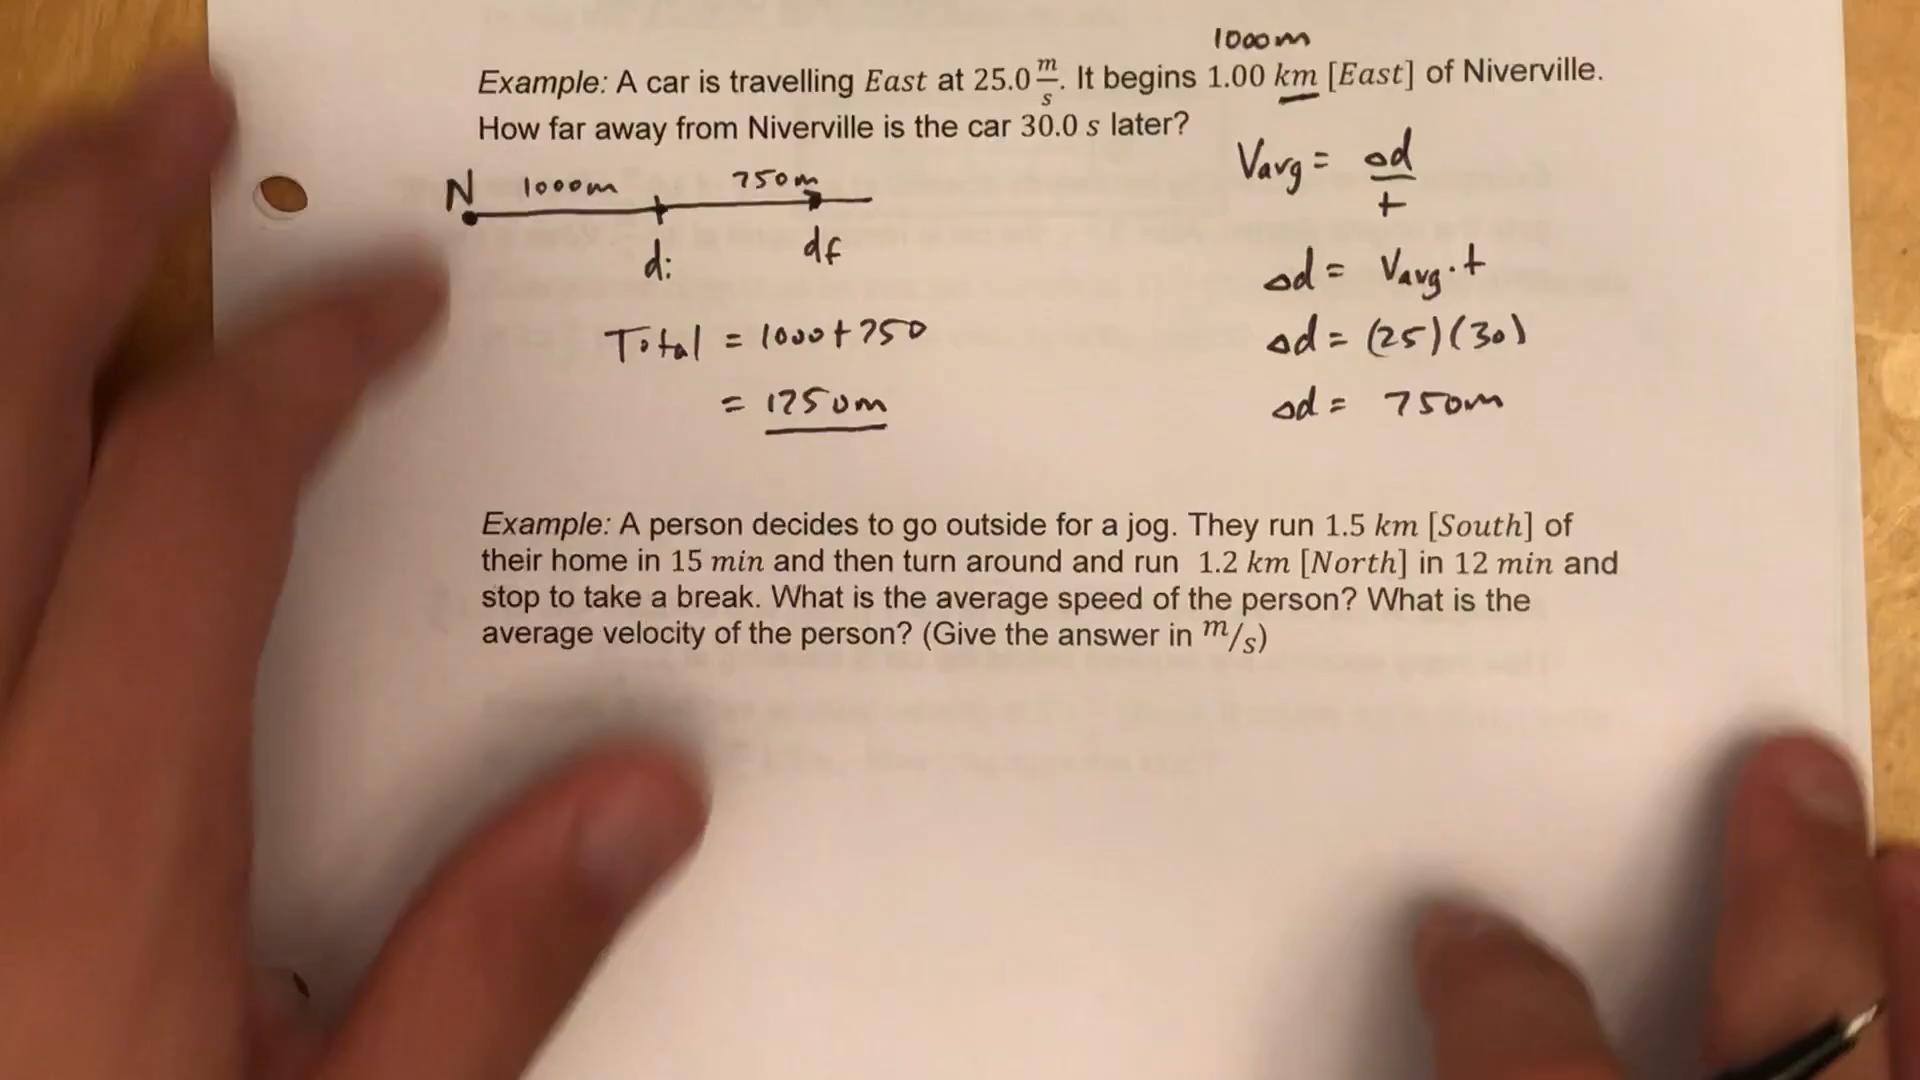 1000m
Example: A car is travelling East at 25.0 m/s. It begins 1.00 km [East] of Niverville.
How far away from Niverville is the car 30.0 s later?
Vavg = Δd/t
N 1000m 750m
di df
Δd = Vavg · t
Total = 1000 + 750
Δd = (25)(30)
= 1750m
Δd = 750m
Example: A person decides to go outside for a jog. They run 1.5 km [South] of
their home in 15 min and then turn around and run 1.2 km [North] in 12 min and
stop to take a break. What is the average speed of the person? What is the
average velocity of the person? (Give the answer in m/s)